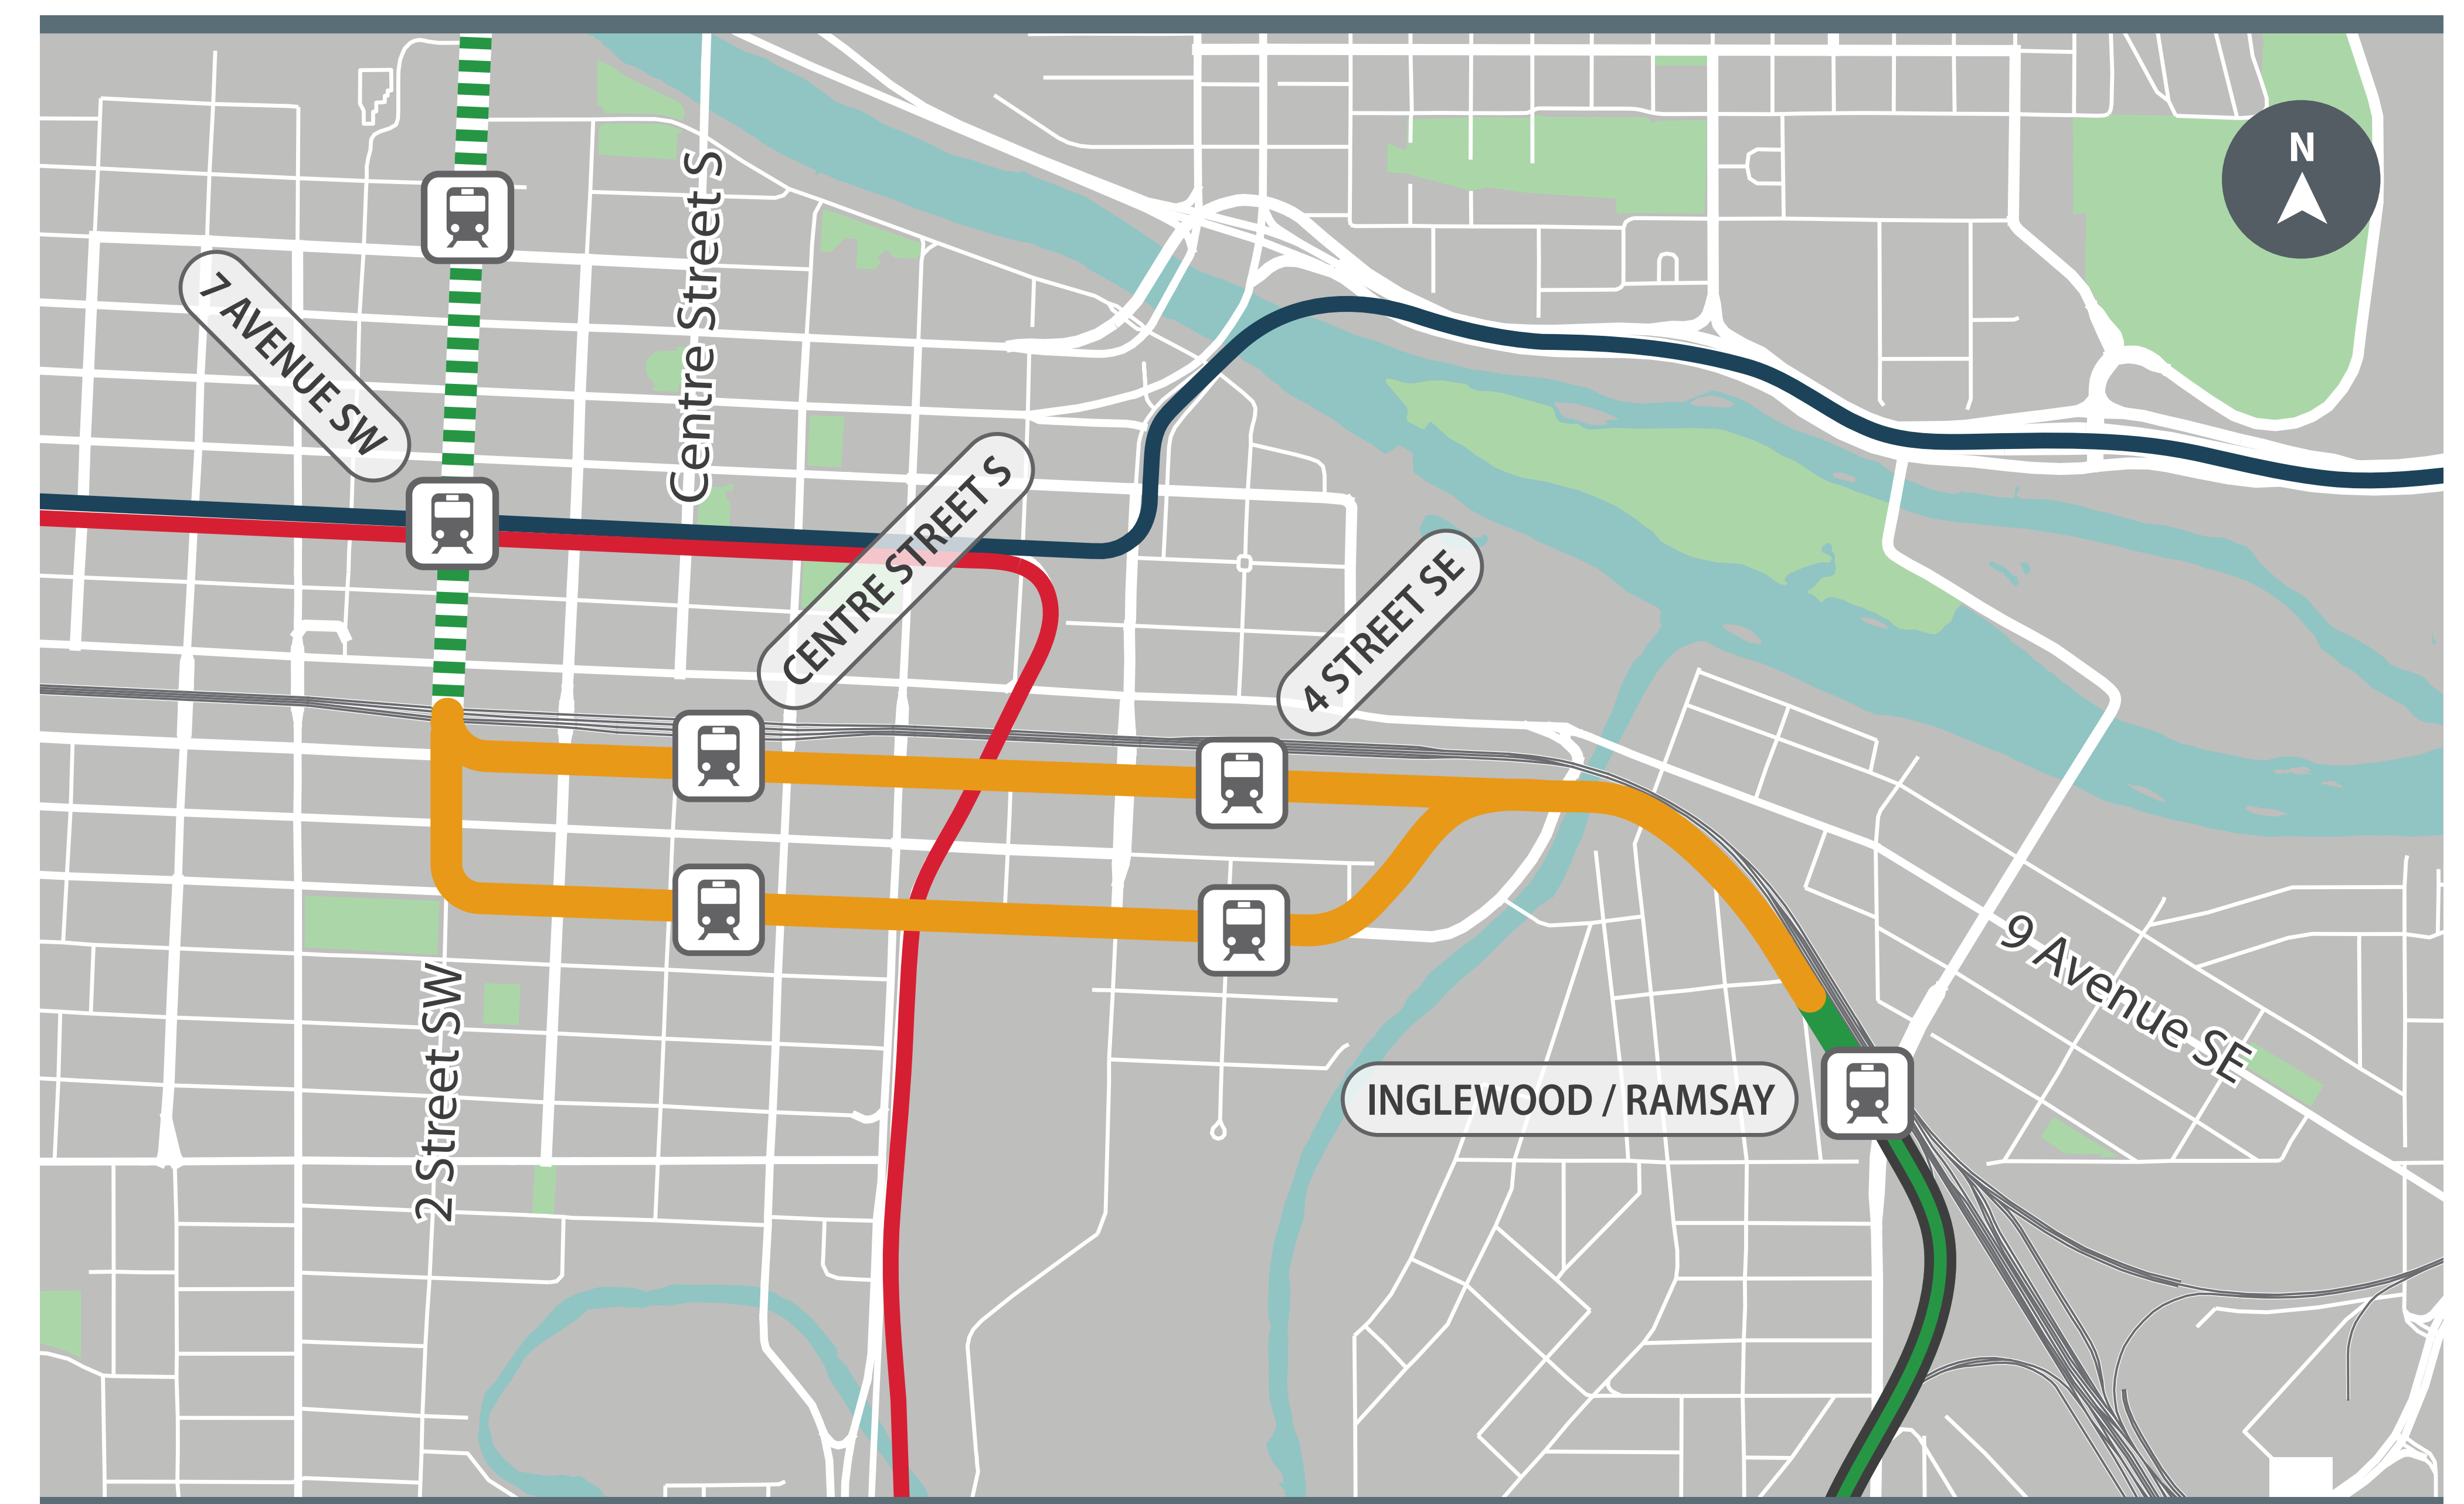 N
Centre Street S
7 AVENUE SW
CENTRE STREET S
4 STREET SE
9 Avenue SE
2 Street SW
INGLEWOOD / RAMSAY